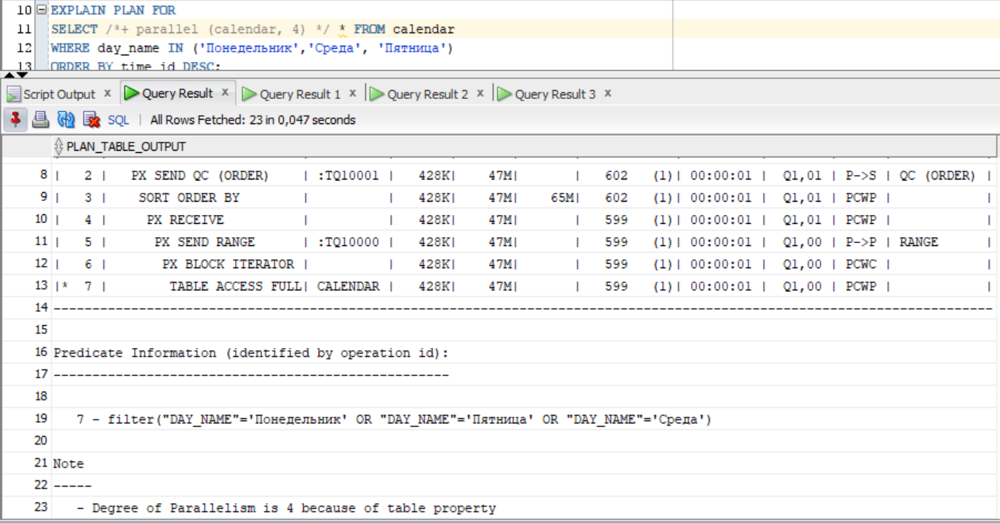 10 EXPLAIN PLAN FOR
11 SELECT /*+ parallel (calendar, 4) */ * FROM calendar
12 WHERE day_name IN ('Понедельник','Среда', 'Пятница')
13 ORDER BY time_id DESC;
Script Output x Query Result x Query Result 1 x Query Result 2 x Query Result 3 x
SQL | All Rows Fetched: 23 in 0,047 seconds
PLAN_TABLE_OUTPUT
8 | 2 | PX SEND QC (ORDER) | :TQ10001 | 428K| 47M| | 602 (1)| 00:00:01 | Q1,01 | P->S | QC (ORDER) |
9 | 3 | SORT ORDER BY | | 428K| 47M| 65M| 602 (1)| 00:00:01 | Q1,01 | PCWP | |
10 | 4 | PX RECEIVE | | 428K| 47M| | 599 (1)| 00:00:01 | Q1,01 | PCWP | |
11 | 5 | PX SEND RANGE | :TQ10000 | 428K| 47M| | 599 (1)| 00:00:01 | Q1,00 | P->P | RANGE |
12 | 6 | PX BLOCK ITERATOR | | 428K| 47M| | 599 (1)| 00:00:01 | Q1,00 | PCWC | |
13 |* 7 | TABLE ACCESS FULL| CALENDAR | 428K| 47M| | 599 (1)| 00:00:01 | Q1,00 | PCWP | |
14 --------------------------------------------------------------------------------------------------------------------------
15
16 Predicate Information (identified by operation id):
17 ---------------------------------------------------
18
19 7 - filter("DAY_NAME"='Понедельник' OR "DAY_NAME"='Пятница' OR "DAY_NAME"='Среда')
20
21 Note
22 -----
23 - Degree of Parallelism is 4 because of table property